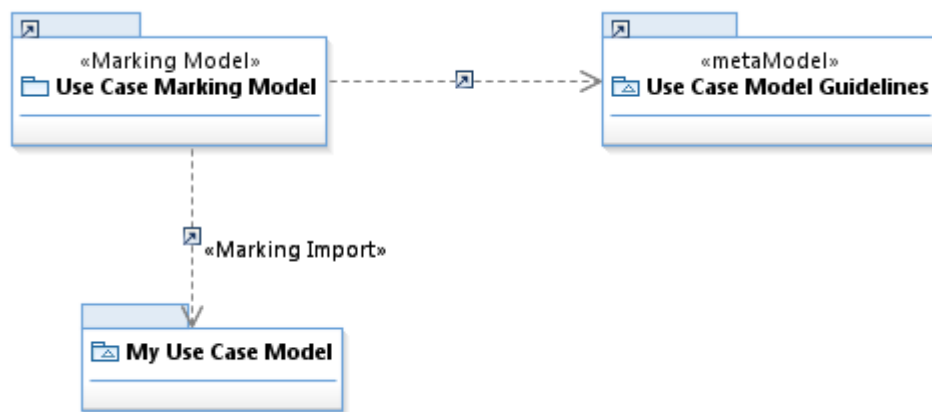 «Marking Model»
Use Case Marking Model
«metaModel»
Use Case Model Guidelines
«Marking Import»
My Use Case Model